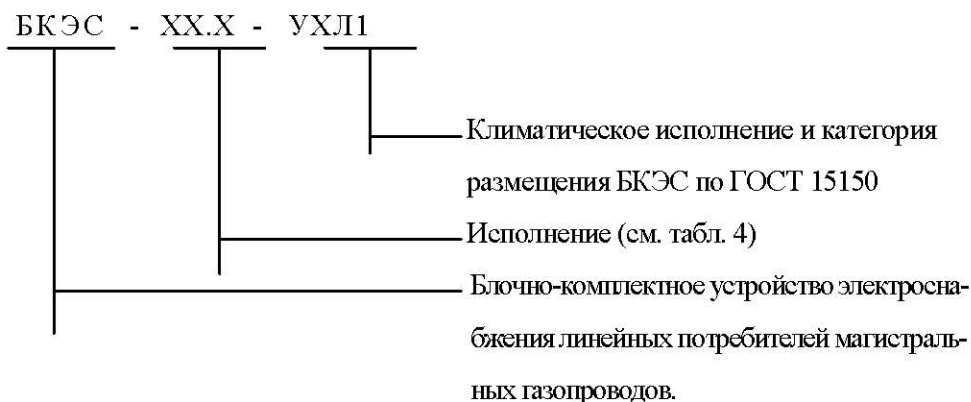 БКЭС - ХХ.Х - УХЛ1
Климатическое исполнение и категория
размещения БКЭС по ГОСТ 15150
Исполнение (см. табл. 4)
Блочно-комплектное устройство электросна-
бжения линейных потребителей магистраль-
ных газопроводов.